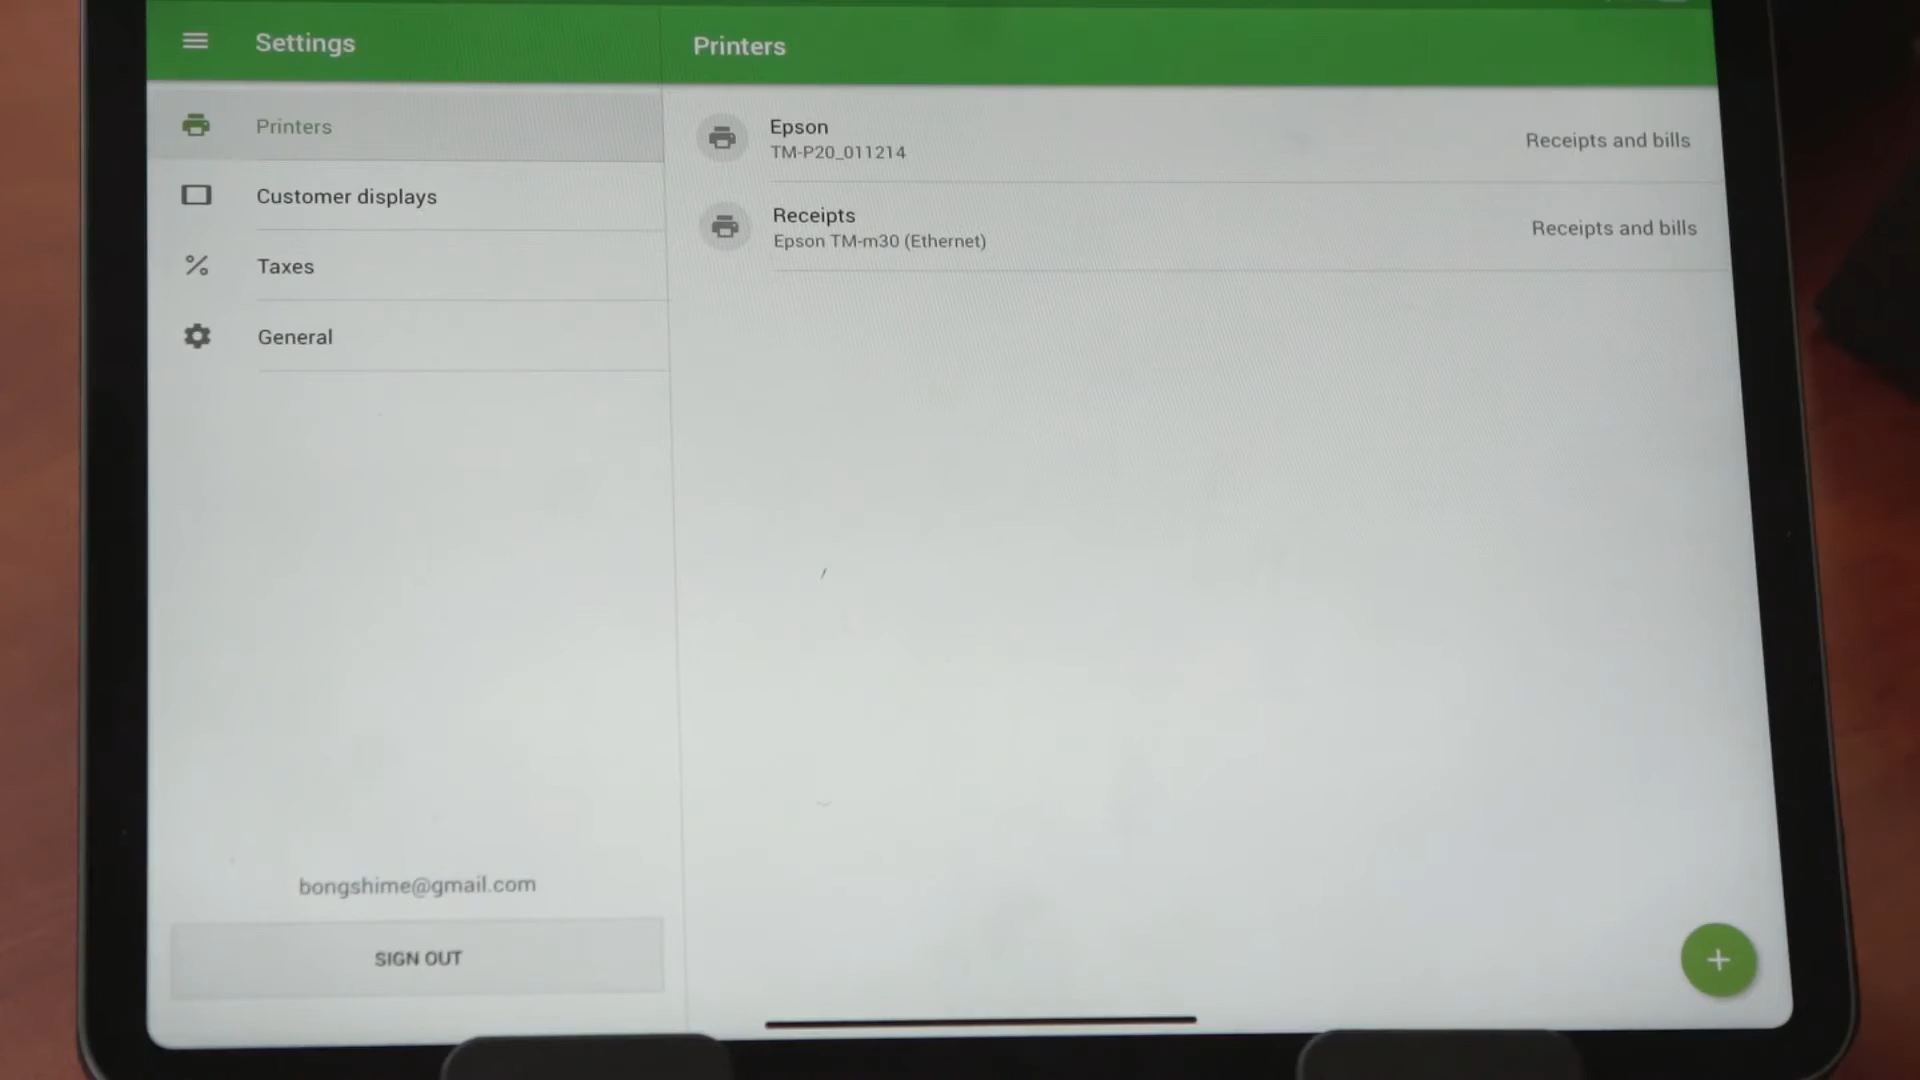 Settings
Printers
Printers
Customer displays
Taxes
General
bongshime@gmail.com
SIGN OUT
Epson
TM-P20_011214
Receipts and bills
Receipts
Epson TM-m30 (Ethernet)
Receipts and bills
+